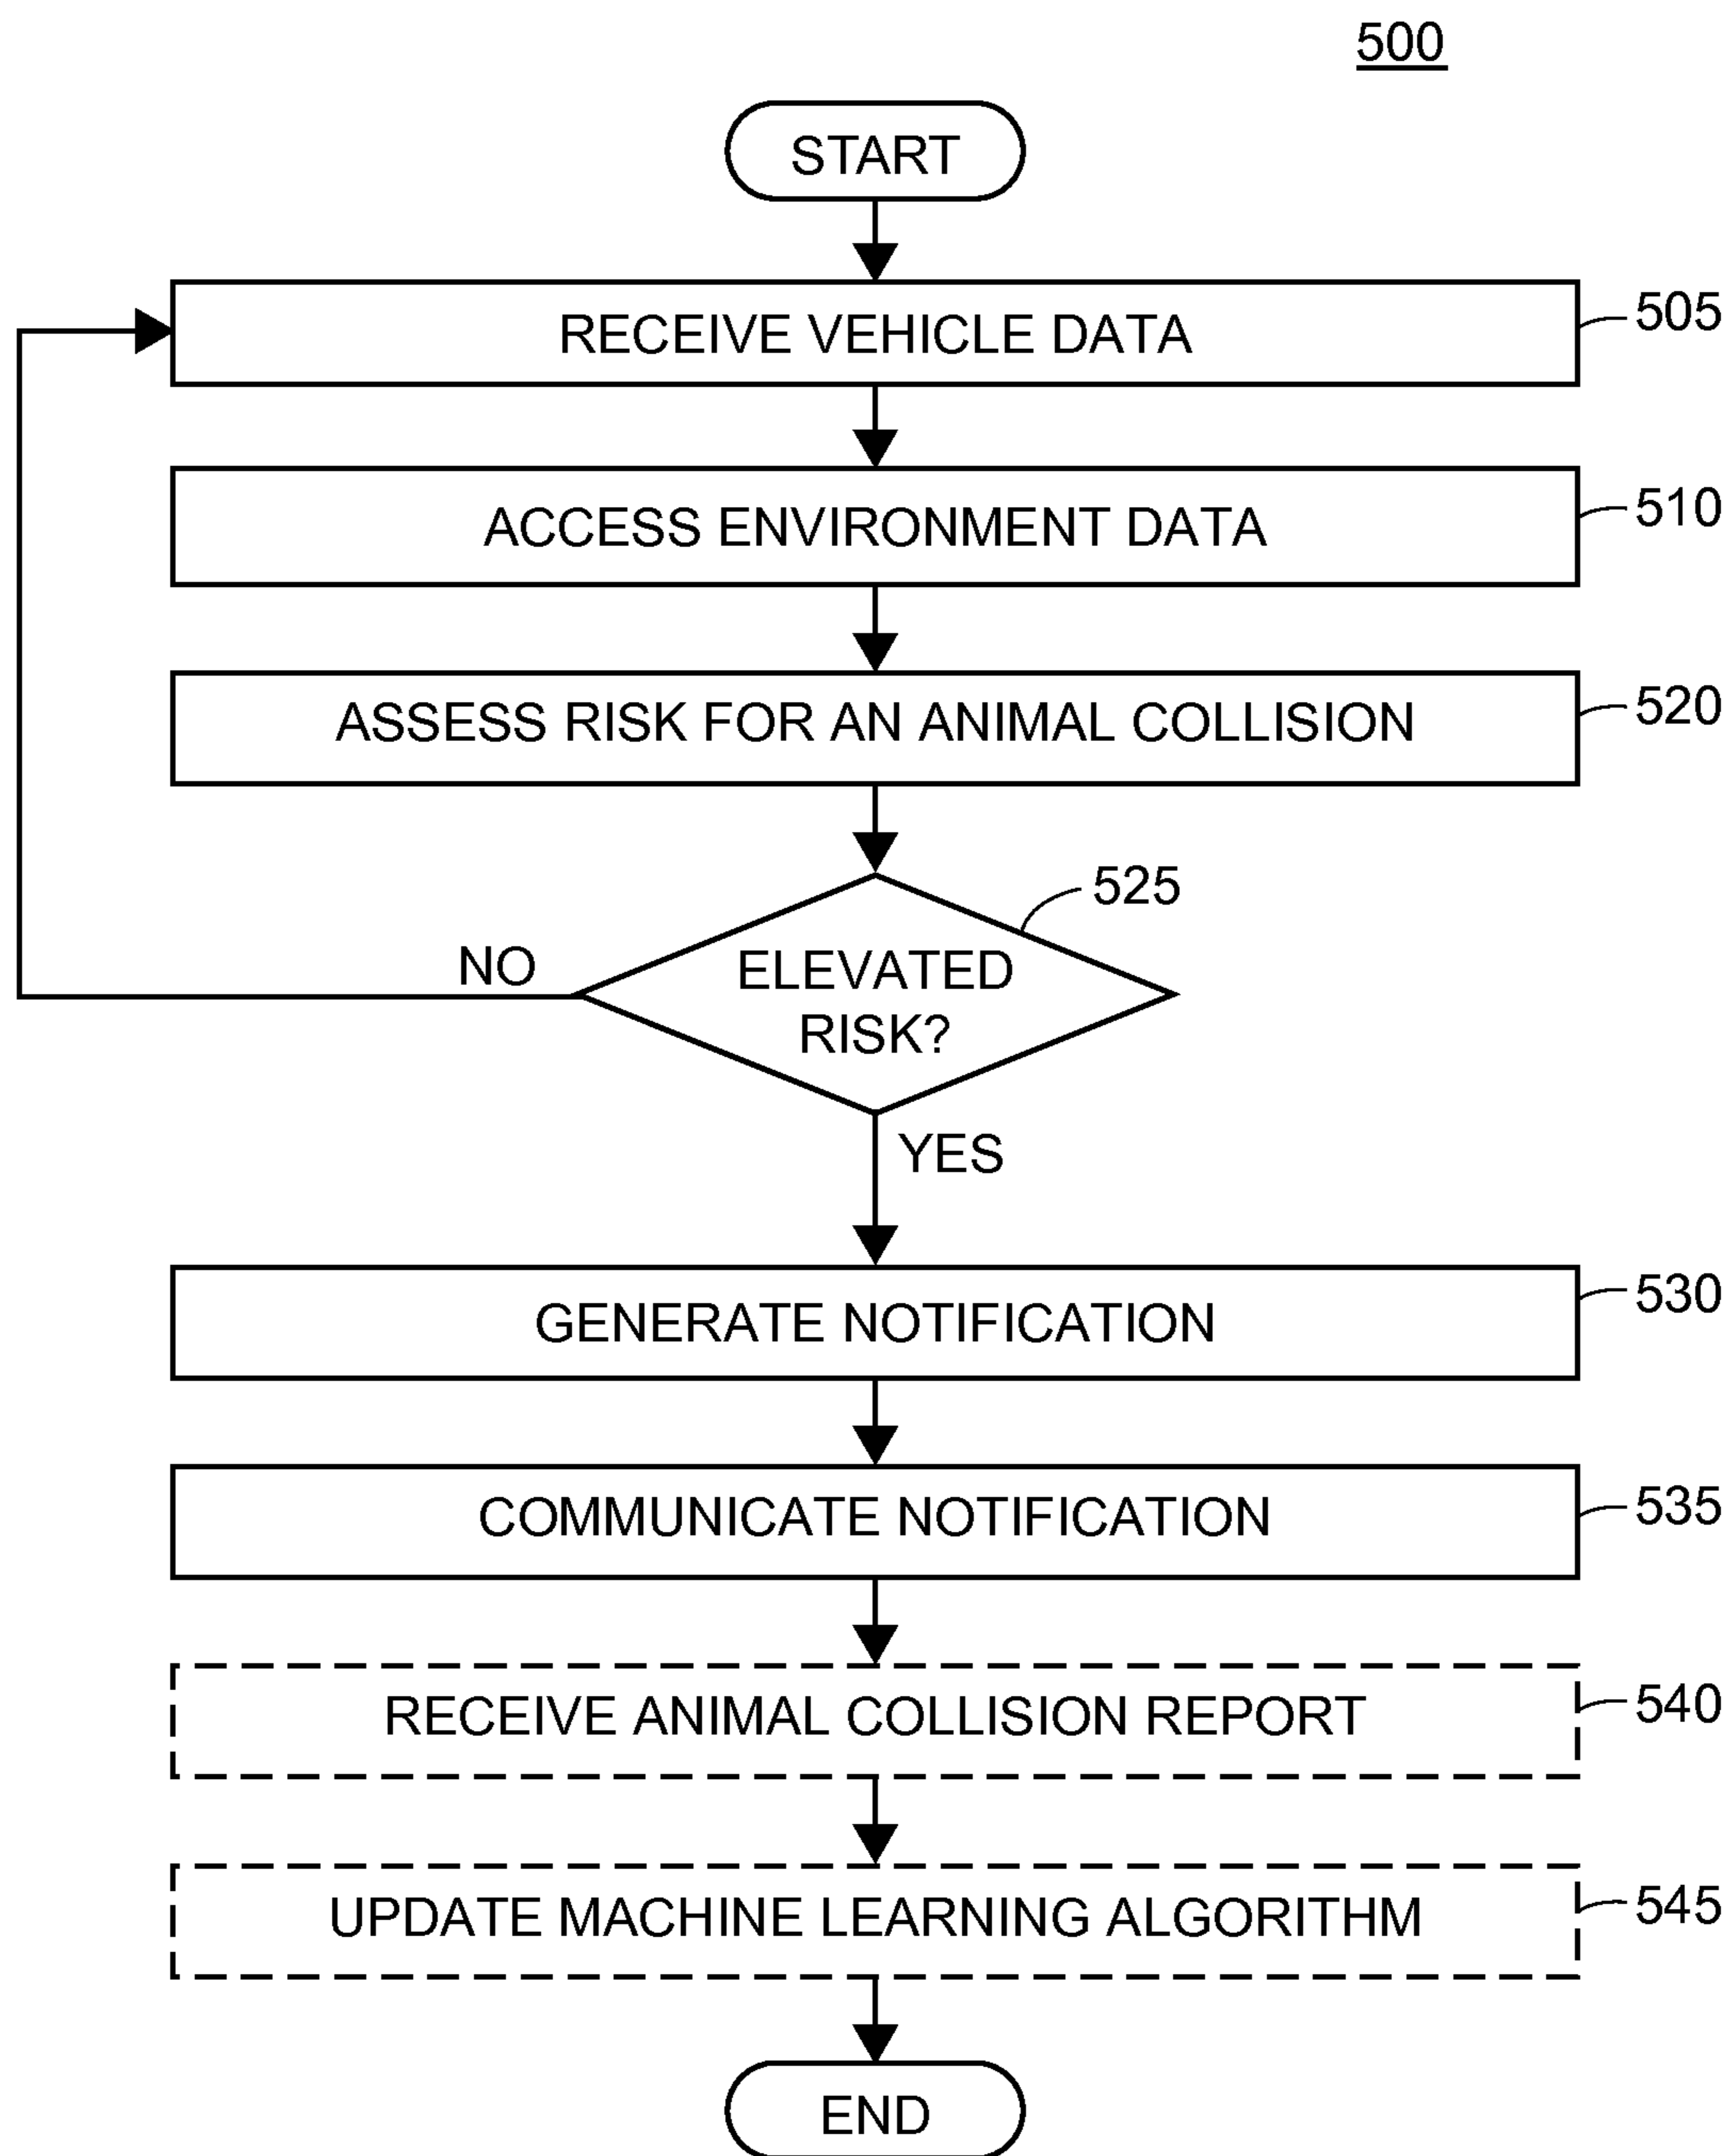 500
START
RECEIVE VEHICLE DATA
505
ACCESS ENVIRONMENT DATA
510
ASSESS RISK FOR AN ANIMAL COLLISION
520
525
NO
ELEVATED
RISK?
YES
GENERATE NOTIFICATION
530
COMMUNICATE NOTIFICATION
535
RECEIVE ANIMAL COLLISION REPORT
540
UPDATE MACHINE LEARNING ALGORITHM
545
END